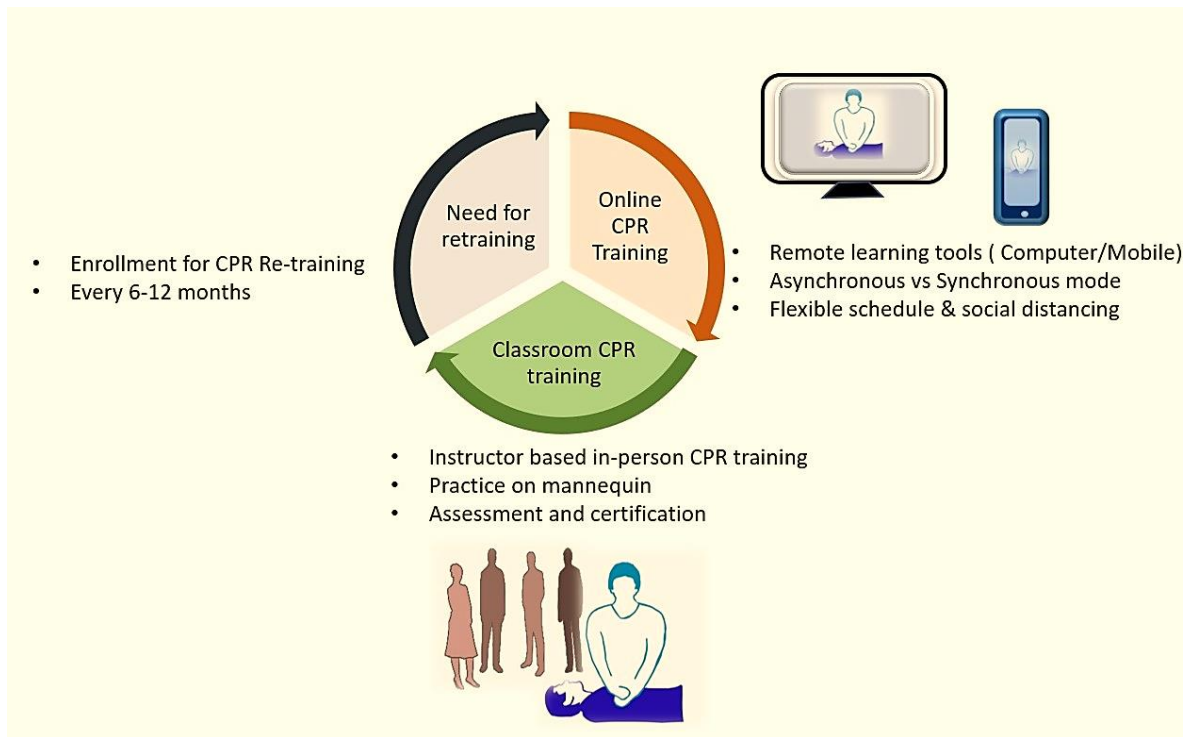 Need for
retraining
Online
CPR
Training
Classroom CPR
training
• Enrollment for CPR Re-training
• Every 6-12 months
• Remote learning tools ( Computer/Mobile)
• Asynchronous vs Synchronous mode
• Flexible schedule & social distancing
• Instructor based in-person CPR training
• Practice on mannequin
• Assessment and certification